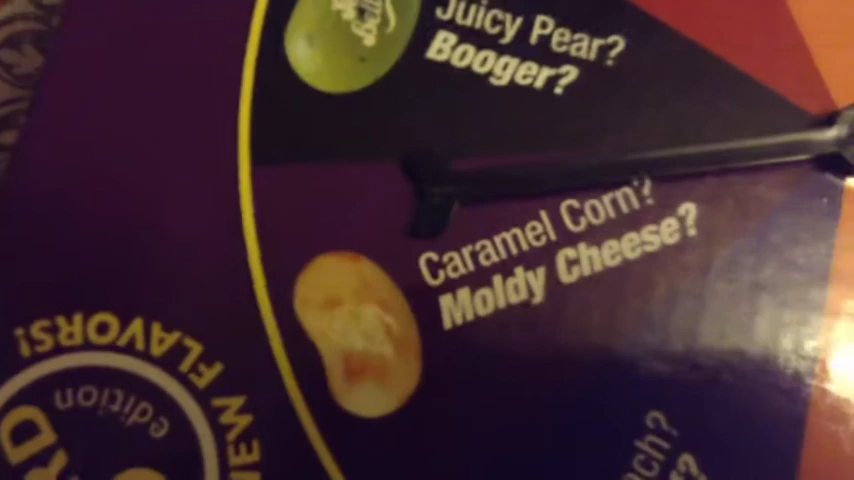 Juicy Pear?
Booger?
Caramel Corn?
Moldy Cheese?
NEW FLAVORS!
edition